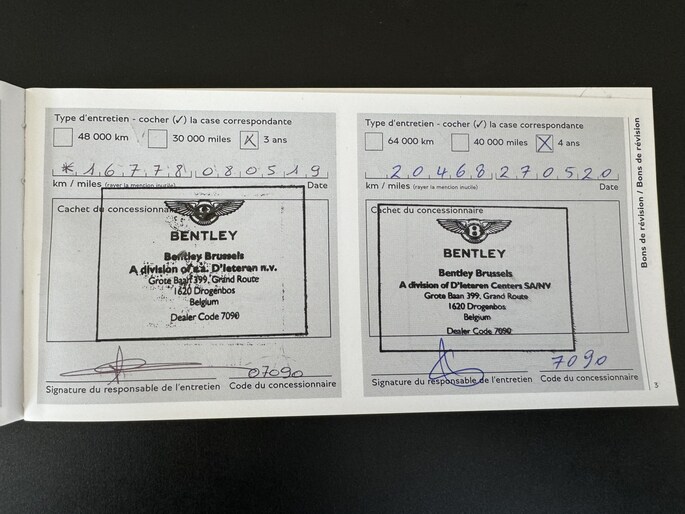 Type d'entretien - cocher (✓) la case correspondante
48 000 km 30 000 miles X 3 ans
*16778 080519
km / miles (rayer la mention inutile) Date
Cachet du concessionnaire
BENTLEY
Bentley Brussels
A division of s.a. D'Ieteren n.v.
Grote Baan 399, Grand Route
1620 Drogenbos
Belgium
Dealer Code 7090
07090
Signature du responsable de l'entretien Code du concessionnaire
Type d'entretien - cocher (✓) la case correspondante
64 000 km 40 000 miles X 4 ans
20468 270520
km / miles (rayer la mention inutile) Date
Cachet du concessionnaire
B
BENTLEY
Bentley Brussels
A division of D'Ieteren Centers SA/NV
Grote Baan 399, Grand Route
1620 Drogenbos
Belgium
Dealer Code 7090
7090
Signature du responsable de l'entretien Code du concessionnaire
Bons de révision / Bons de révision
3